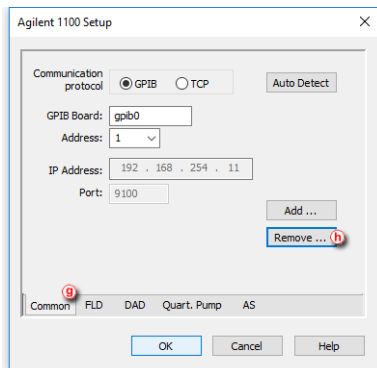 Agilent 1100 Setup
Communication
protocol GPIB TCP Auto Detect
GPIB Board: gpib0
Address: 1
IP Address: 192 . 168 . 254 . 11
Port: 9100
Add ...
Remove ... h
g
Common FLD DAD Quart. Pump AS
OK Cancel Help